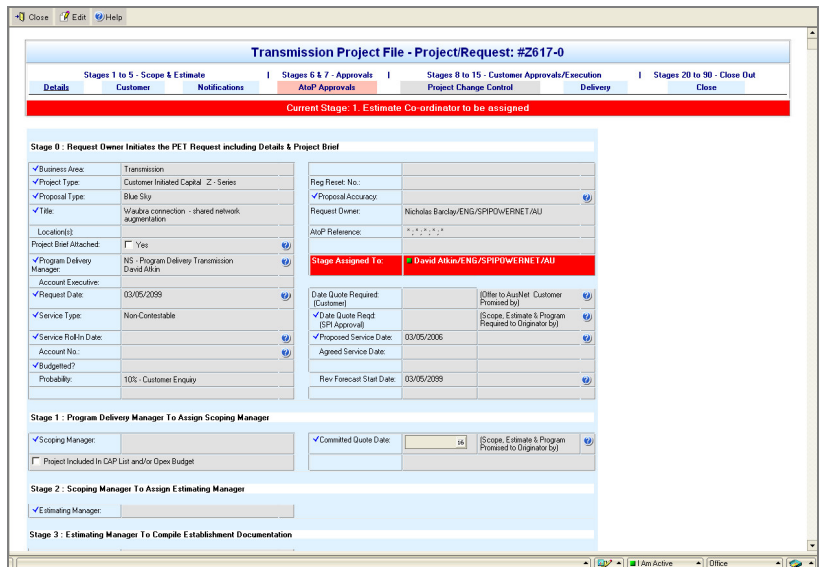 Close Edit Help
Transmission Project File - Project/Request: #Z617-0
Stages 1 to 5 - Scope & Estimate | Stages 6 & 7 - Approvals | Stages 8 to 15 - Customer Approvals/Execution | Stages 20 to 90 - Close Out
Details Customer Notifications AtoP Approvals Project Change Control Delivery Close
Current Stage: 1. Estimate Co-ordinator to be assigned
Stage 0 : Request Owner Initiates the PET Request including Details & Project Brief
Business Area: Transmission
Project Type: Customer Initiated Capital Z - Series Reg Reset: No.:
Proposal Type: Blue Sky Proposal Accuracy:
Title: Waubra connection - shared network augmentation Request Owner: Nicholas Barclay/ENG/SPIPOWERNET/AU
Location(s): AtoP Reference: *;*;*;*;*
Project Brief Attached: Yes
Program Delivery Manager: NS - Program Delivery Transmission David Atkin Stage Assigned To: David Atkin/ENG/SPIPOWERNET/AU
Account Executive:
Request Date: 03/05/2099 Date Quote Required: (Customer) (Offer to AusNet Customer Promised by)
Service Type: Non-Contestable Date Quote Reqd: (SPI Approval) (Scope, Estimate & Program Required to Originator by)
Service Roll-In Date: Proposed Service Date: 03/05/2006
Account No.: Agreed Service Date:
Budgetted?
Probability: 10% - Customer Enquiry Rev Forecast Start Date: 03/05/2099
Stage 1 : Program Delivery Manager To Assign Scoping Manager
Scoping Manager: Committed Quote Date: 16 (Scope, Estimate & Program Promised to Originator by)
Project Included In CAP List and/or Opex Budget
Stage 2 : Scoping Manager To Assign Estimating Manager
Estimating Manager:
Stage 3 : Estimating Manager To Compile Establishment Documentation
I Am Active Office